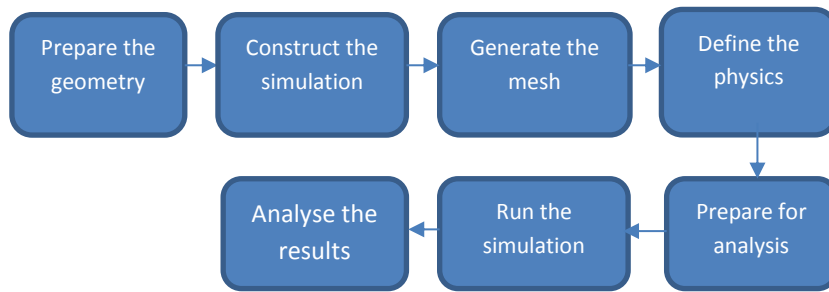 Prepare the
geometry
Construct the
simulation
Generate the
mesh
Define the
physics
Prepare for
analysis
Run the
simulation
Analyse the
results